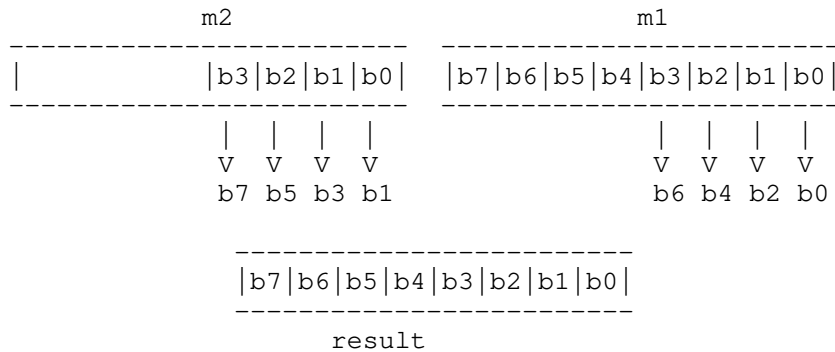 m2 m1
| |b3|b2|b1|b0| |b7|b6|b5|b4|b3|b2|b1|b0|
| | | | | | | |
V V V V V V V V
b7 b5 b3 b1 b6 b4 b2 b0
|b7|b6|b5|b4|b3|b2|b1|b0|
result